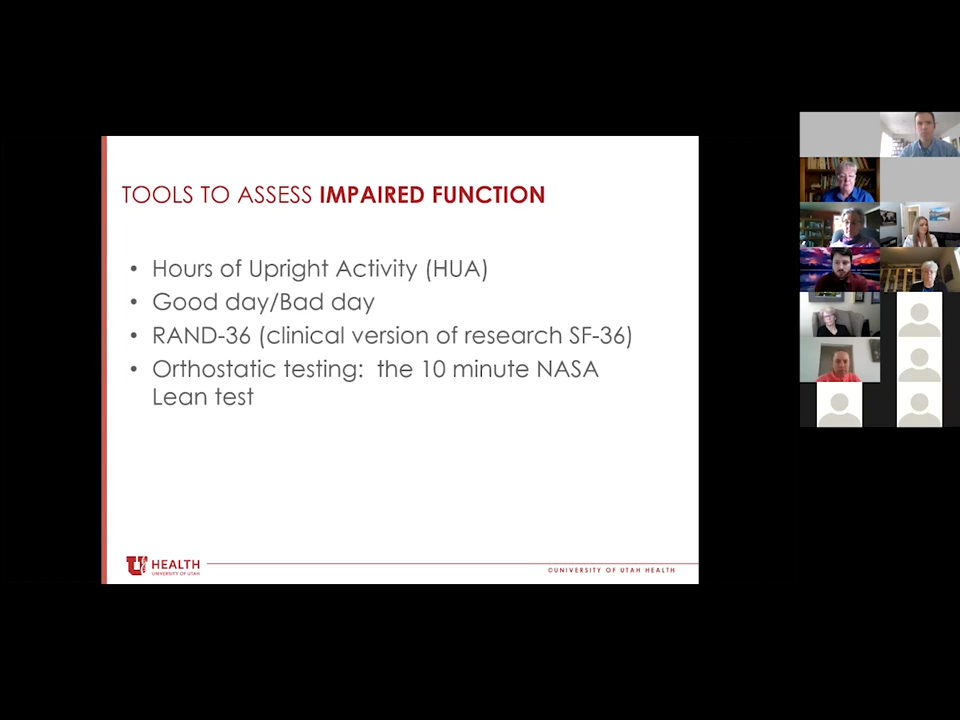 TOOLS TO ASSESS IMPAIRED FUNCTION
• Hours of Upright Activity (HUA)
• Good day/Bad day
• RAND-36 (clinical version of research SF-36)
• Orthostatic testing: the 10 minute NASA
Lean test
U HEALTH
UNIVERSITY OF UTAH
©UNIVERSITY OF UTAH HEALTH